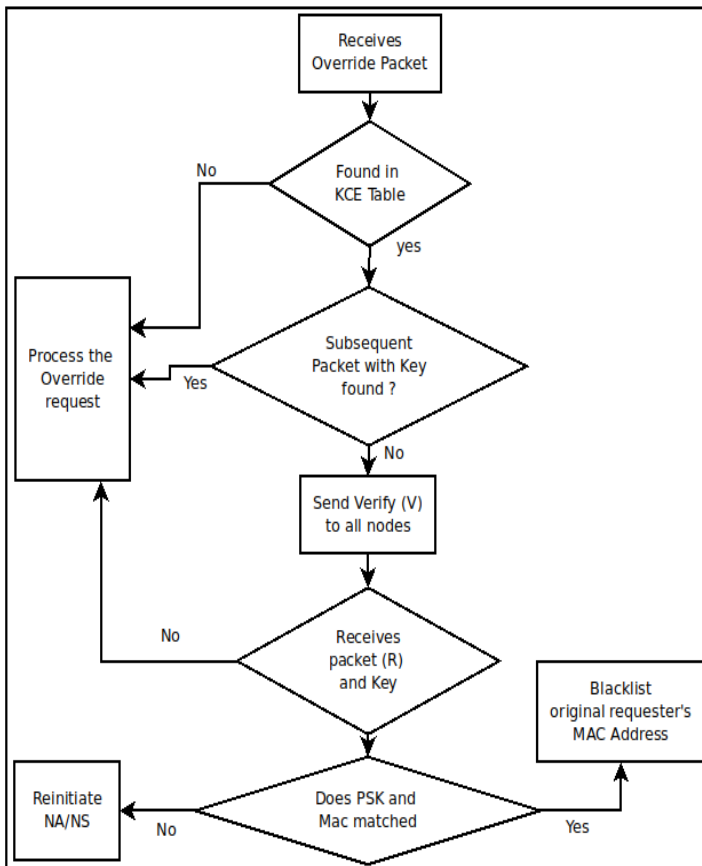 Receives
Override Packet
No
Found in
KCE Table
yes
Process the
Override
request
Yes
Subsequent
Packet with Key
found ?
No
Send Verify (V)
to all nodes
No
Receives
packet (R)
and Key
Blacklist
original requester's
MAC Address
Reinitiate
NA/NS
No
Does PSK and
Mac matched
Yes